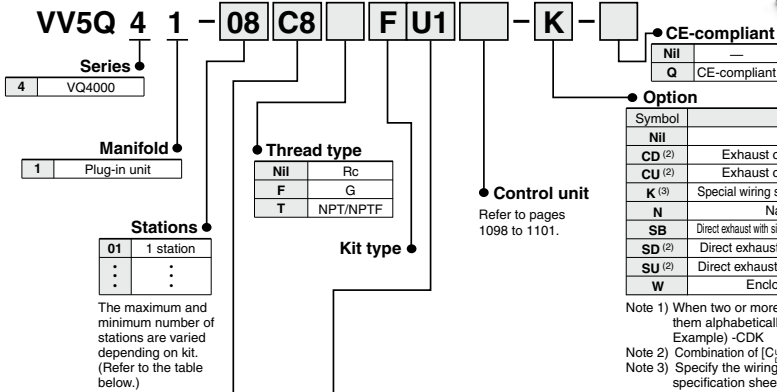 VV5Q 4 1 - 08 C8 F U1 - K -
CE-compliant
Nil —
Q CE-compliant
Series
4 VQ4000
Option
Symbol
Nil
CD (2) Exhaust
CU (2) Exhaust
K (3) Special wiring
N
SB Direct exhaust with
SD (2) Direct exhaust
SU (2) Direct exhaust
W
Manifold
1 Plug-in unit
Thread type
Nil Rc
F G
T NPT/NPTF
Control unit
Refer to pages
1098 to 1101.
Stations
01 1 station
Kit type
The maximum and
minimum number of
stations are varied
depending on kit.
(Refer to the table
below.)
Note 1) When two or more
them alphabetically
Example) -CDK
Note 2) Combination of
Note 3) Specify the wiring
specification sheet